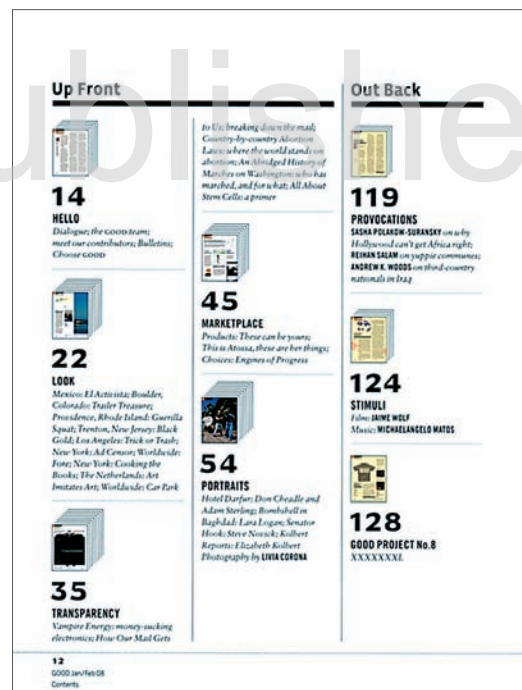 Up Front
14
HELLO
Dialogue; the GOOD team;
meet our contributors; Bulletins;
Choose GOOD
22
LOOK
Mexico: El Activista; Boulder,
Colorado: Trailer Treasure;
Providence, Rhode Island: Guerilla
Squat; Trenton, New Jersey: Black
Gold; Los Angeles: Trick or Trash;
New York: Ad Censor; Worldwide:
Fore; New York: Cooking the
Books; The Netherlands: Art
Imitates Art; Worldwide: Car Park
35
TRANSPARENCY
Vampire Energy: money-sucking
electronics; How Our Mail Gets
to Us: breaking down the mail;
Country-by-country Abortion
Laws: where the world stands on
abortion; An Abridged History of
Marches on Washington: who has
marched, and for what; All About
Stem Cells: a primer
45
MARKETPLACE
Products: These can be yours;
This is Atossa, these are her things;
Choices: Engines of Progress
54
PORTRAITS
Hotel Darfur: Don Cheadle and
Adam Sterling; Bombshell in
Baghdad: Lara Logan; Senator
Hook: Steve Novick; Kolbert
Reports: Elizabeth Kolbert
Photography by LIVIA CORONA
Out Back
119
PROVOCATIONS
SASHA POLAKOW-SURANSKY on why
Hollywood can't get Africa right;
REIHAN SALAM on yuppie communes;
ANDREW K. WOODS on third-country
nationals in Iraq
124
STIMULI
Film: JAIME WOLF
Music: MICHAELANGELO MATOS
128
GOOD PROJECT No.8
XXXXXXXL
12
GOOD Jan/Feb 08
Contents
ublishe